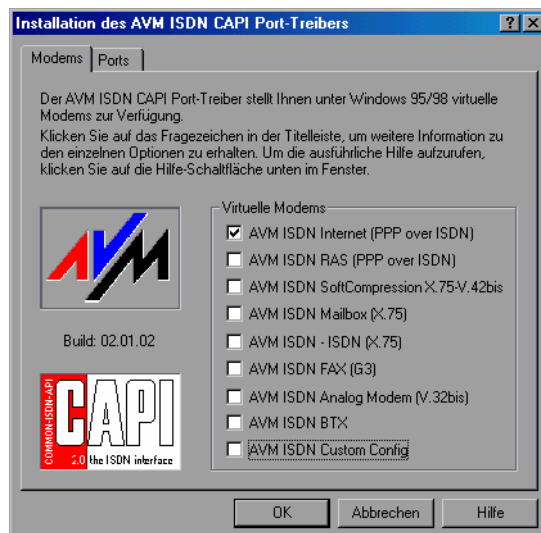 Installation des AVM ISDN CAPI Port-Treibers
Modems Ports
Der AVM ISDN CAPI Port-Treiber stellt Ihnen unter Windows 95/98 virtuelle
Modems zur Verfügung.
Klicken Sie auf das Fragezeichen in der Titelleiste, um weitere Information zu
den einzelnen Optionen zu erhalten. Um die ausführliche Hilfe aufzurufen,
klicken Sie auf die Hilfe-Schaltfläche unten im Fenster.
AVM
Build: 02.01.02
COMMON-ISDN-API
CAPI
2.0 the ISDN interface
Virtuelle Modems
AVM ISDN Internet (PPP over ISDN)
AVM ISDN RAS (PPP over ISDN)
AVM ISDN SoftCompression X.75-V.42bis
AVM ISDN Mailbox (X.75)
AVM ISDN - ISDN (X.75)
AVM ISDN FAX (G3)
AVM ISDN Analog Modem (V.32bis)
AVM ISDN BTX
AVM ISDN Custom Config
OK Abbrechen Hilfe